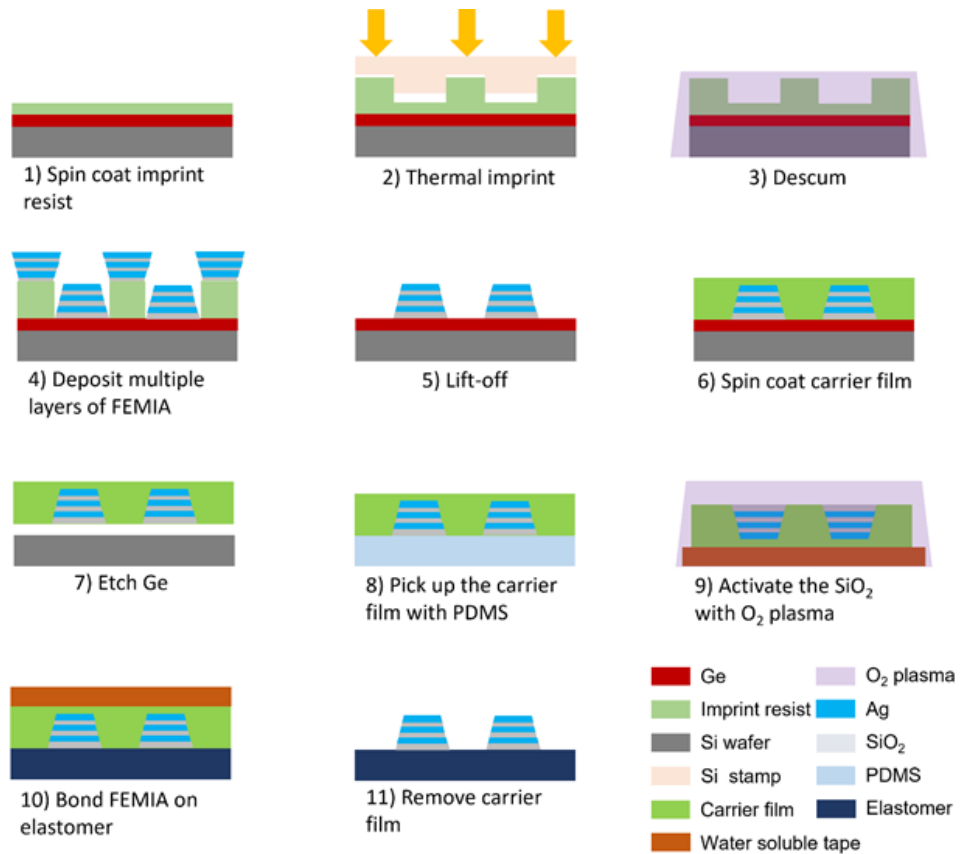 1) Spin coat imprint
resist
2) Thermal imprint
3) Descum
4) Deposit multiple
layers of FEMIA
5) Lift-off
6) Spin coat carrier film
7) Etch Ge
8) Pick up the carrier
film with PDMS
9) Activate the SiO₂
with O₂ plasma
10) Bond FEMIA on
elastomer
11) Remove carrier
film
Ge
Imprint resist
Si wafer
Si stamp
Carrier film
Water soluble tape
O₂ plasma
Ag
SiO₂
PDMS
Elastomer